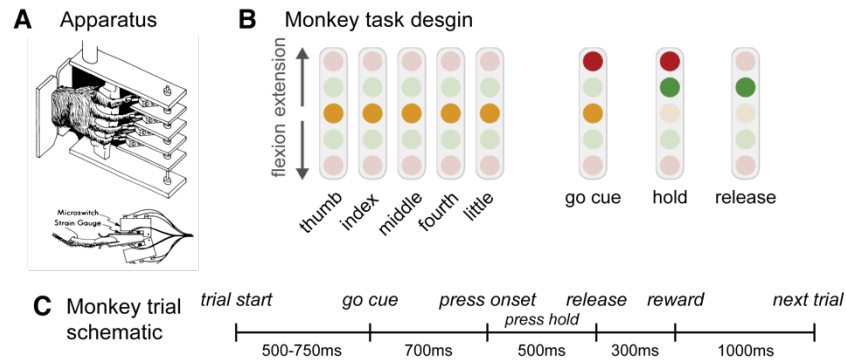 A Apparatus
Microswitch
Strain Gauge
B Monkey task desgin
flexion extension
thumb index middle fourth little
go cue hold release
C Monkey trial
schematic
trial start go cue press onset release reward next trial
press hold
500-750ms 700ms 500ms 300ms 1000ms